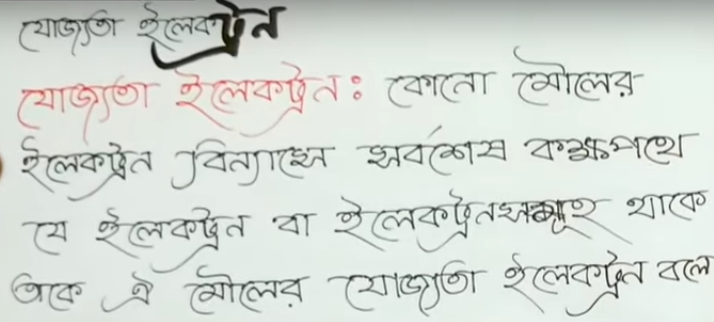 যোজ্যতা ইলেকট্রন
যোজ্যতা ইলেকট্রন: কোনো মৌলের
ইলেকট্রন বিন্যাসে সর্বশেষ কক্ষপথে
যে ইলেকট্রন বা ইলেকট্রনসমূহ থাকে
তাকে ঐ মৌলের যোজ্যতা ইলেকট্রন বলে